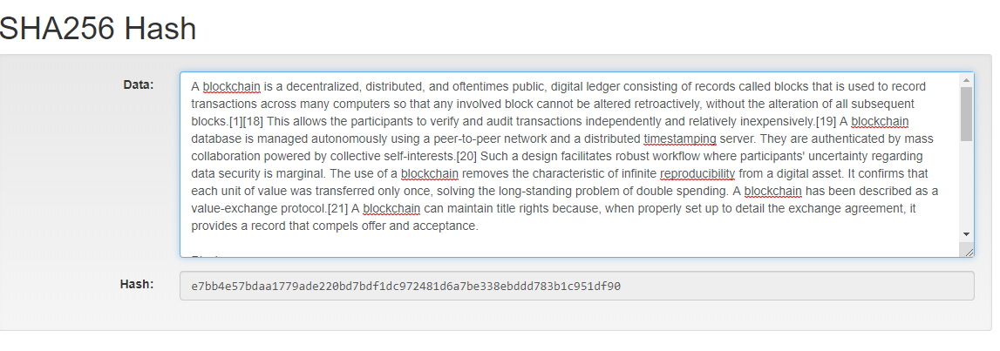 SHA256 Hash
Data:
A blockchain is a decentralized, distributed, and oftentimes public, digital ledger consisting of records called blocks that is used to record
transactions across many computers so that any involved block cannot be altered retroactively, without the alteration of all subsequent
blocks.[1][18] This allows the participants to verify and audit transactions independently and relatively inexpensively.[19] A blockchain
database is managed autonomously using a peer-to-peer network and a distributed timestamping server. They are authenticated by mass
collaboration powered by collective self-interests.[20] Such a design facilitates robust workflow where participants' uncertainty regarding
data security is marginal. The use of a blockchain removes the characteristic of infinite reproducibility from a digital asset. It confirms that
each unit of value was transferred only once, solving the long-standing problem of double spending. A blockchain has been described as a
value-exchange protocol.[21] A blockchain can maintain title rights because, when properly set up to detail the exchange agreement, it
provides a record that compels offer and acceptance.
Hash:
e7bb4e57bdaa1779ade220bd7bdf1dc972481d6a7be338ebddd783b1c951df90